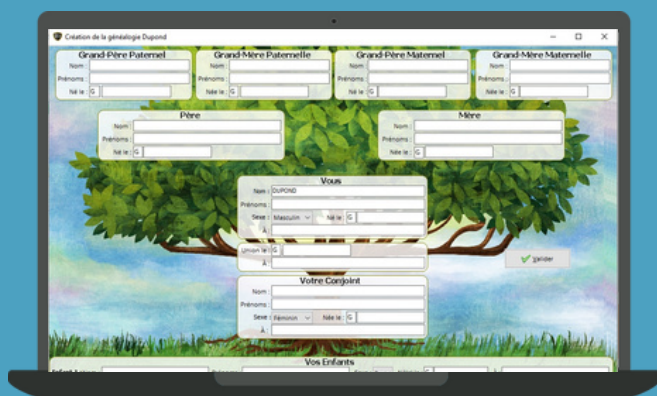 Création de la généalogie Dupond
Grand-Père Paternel Grand-Mère Paternelle Grand-Père Maternel Grand-Mère Maternelle
Nom : Nom : Nom : Nom :
Prénoms : Prénoms : Prénoms : Prénoms :
Né le : G Née le : G Né le : G Née le : G
Père Mère
Nom : Nom :
Prénoms : Prénoms :
Né le : G Née le : G
Vous
Nom : DUPOND
Prénoms :
Sexe : Masculin Né le : G
À :
Union le : G
À :
Valider
Votre Conjoint
Nom :
Prénoms :
Sexe : Féminin Née le : G
À :
Vos Enfants